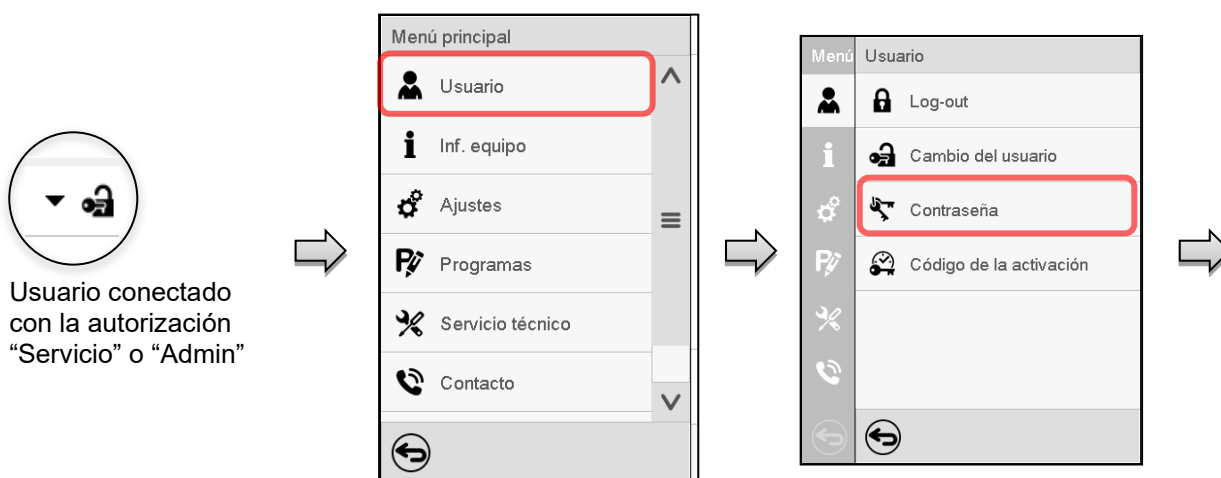 Usuario conectado
con la autorización
“Servicio” o “Admin”
Menú principal
Usuario
Inf. equipo
Ajustes
Programas
Servicio técnico
Contacto
Menú
Usuario
Log-out
Cambio del usuario
Contraseña
Código de la activación